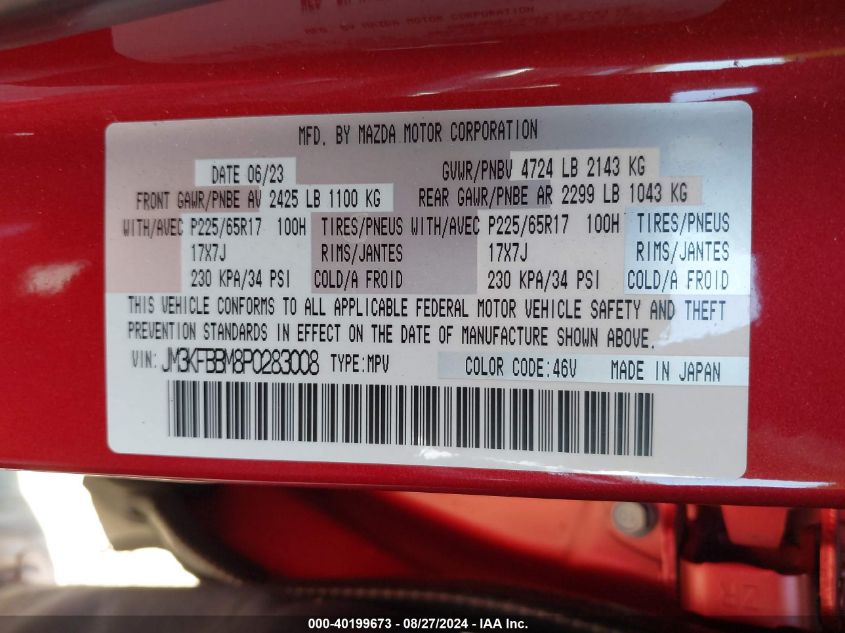 MFD. BY MAZDA MOTOR CORPORATION
DATE 06/23 GVWR/PNBV 4724 LB 2143 KG
FRONT GAWR/PNBE AV 2425 LB 1100 KG REAR GAWR/PNBE AR 2299 LB 1043 KG
WITH/AVEC P225/65R17 100H TIRES/PNEUS WITH/AVEC P225/65R17 100H TIRES/PNEUS
17X7J RIMS/JANTES 17X7J RIMS/JANTES
230 KPA/34 PSI COLD/A FROID 230 KPA/34 PSI COLD/A FROID
THIS VEHICLE CONFORMS TO ALL APPLICABLE FEDERAL MOTOR VEHICLE SAFETY AND THEFT
PREVENTION STANDARDS IN EFFECT ON THE DATE OF MANUFACTURE SHOWN ABOVE.
VIN: JM3KFBBM8P0283008 TYPE:MPV COLOR CODE:46V MADE IN JAPAN
ZR
000-40199673 - 08/27/2024 - IAA Inc.